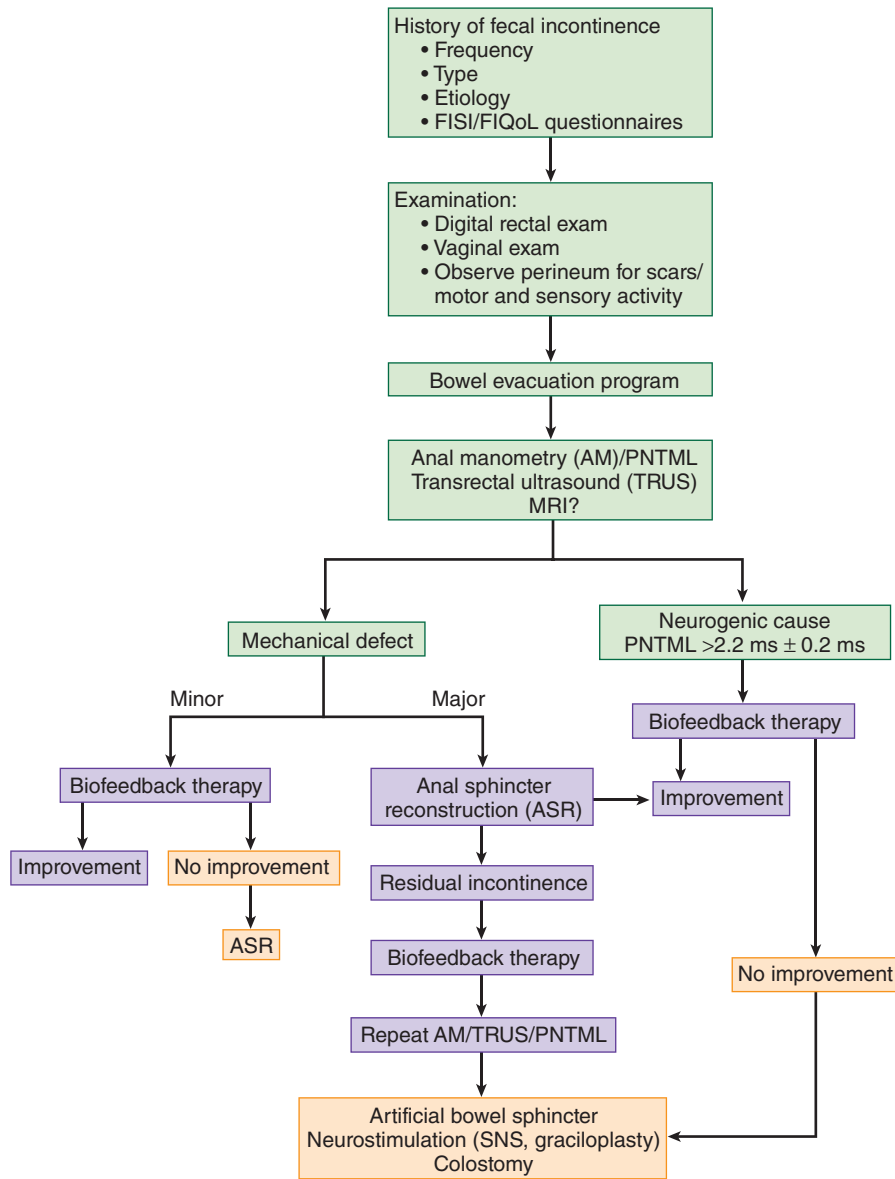 History of fecal incontinence
• Frequency
• Type
• Etiology
• FISI/FIQoL questionnaires
Examination:
• Digital rectal exam
• Vaginal exam
• Observe perineum for scars/
motor and sensory activity
Bowel evacuation program
Anal manometry (AM)/PNTML
Transrectal ultrasound (TRUS)
MRI?
Mechanical defect
Neurogenic cause
PNTML >2.2 ms ± 0.2 ms
Minor
Major
Biofeedback therapy
Biofeedback therapy
Anal sphincter
reconstruction (ASR)
Improvement
Improvement
No improvement
Residual incontinence
ASR
Biofeedback therapy
No improvement
Repeat AM/TRUS/PNTML
Artificial bowel sphincter
Neurostimulation (SNS, graciloplasty)
Colostomy